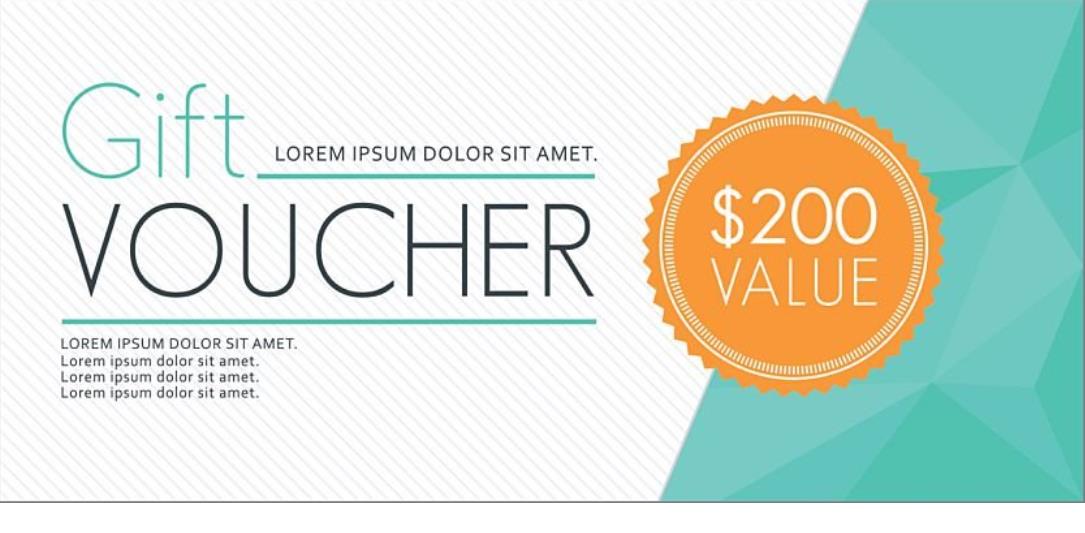 Gift
LOREM IPSUM DOLOR SIT AMET.
VOUCHER
LOREM IPSUM DOLOR SIT AMET.
Lorem ipsum dolor sit amet.
Lorem ipsum dolor sit amet.
Lorem ipsum dolor sit amet.
$200
VALUE